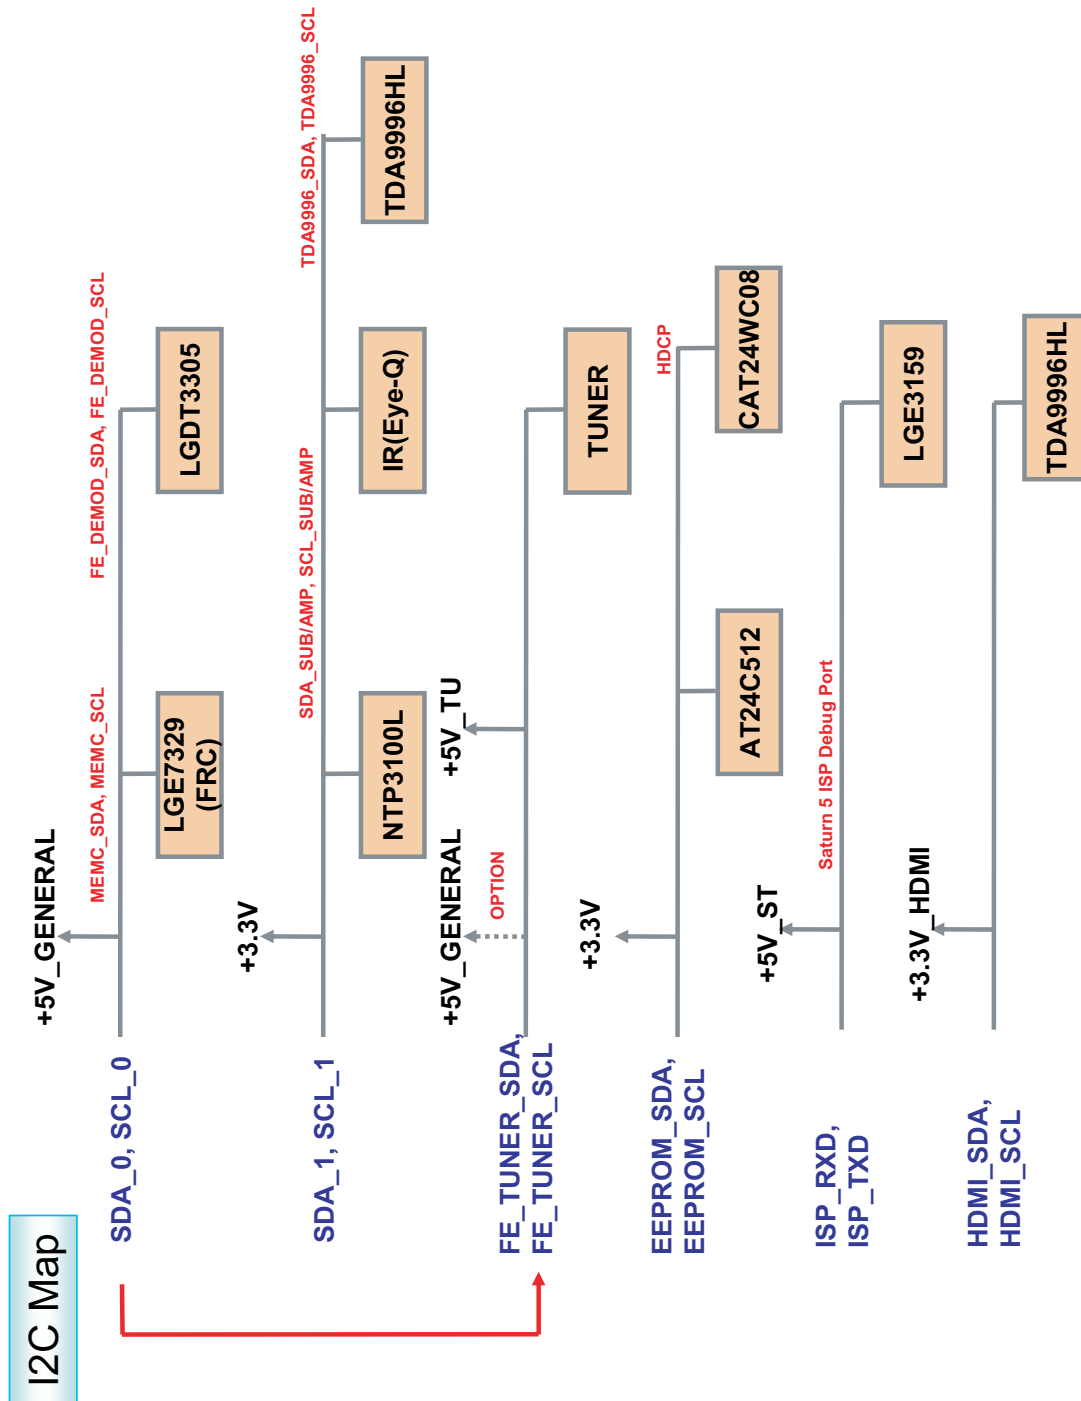 I2C Map
SDA_0, SCL_0
+5V_GENERAL
MEMC_SDA, MEMC_SCL
LGE7329
(FRC)
FE_DEMOD_SDA, FE_DEMOD_SCL
LGDT3305
SDA_1, SCL_1
+3.3V
NTP3100L
SDA_SUB/AMP, SCL_SUB/AMP
IR(Eye-Q)
TDA9996_SDA, TDA9996_SCL
TDA9996HL
FE_TUNER_SDA,
FE_TUNER_SCL
+5V_GENERAL
OPTION
+5V_TU
TUNER
EEPROM_SDA,
EEPROM_SCL
+3.3V
AT24C512
HDCP
CAT24WC08
ISP_RXD,
ISP_TXD
+5V_ST
Saturn 5 ISP Debug Port
LGE3159
HDMI_SDA,
HDMI_SCL
+3.3V_HDMI
TDA9996HL